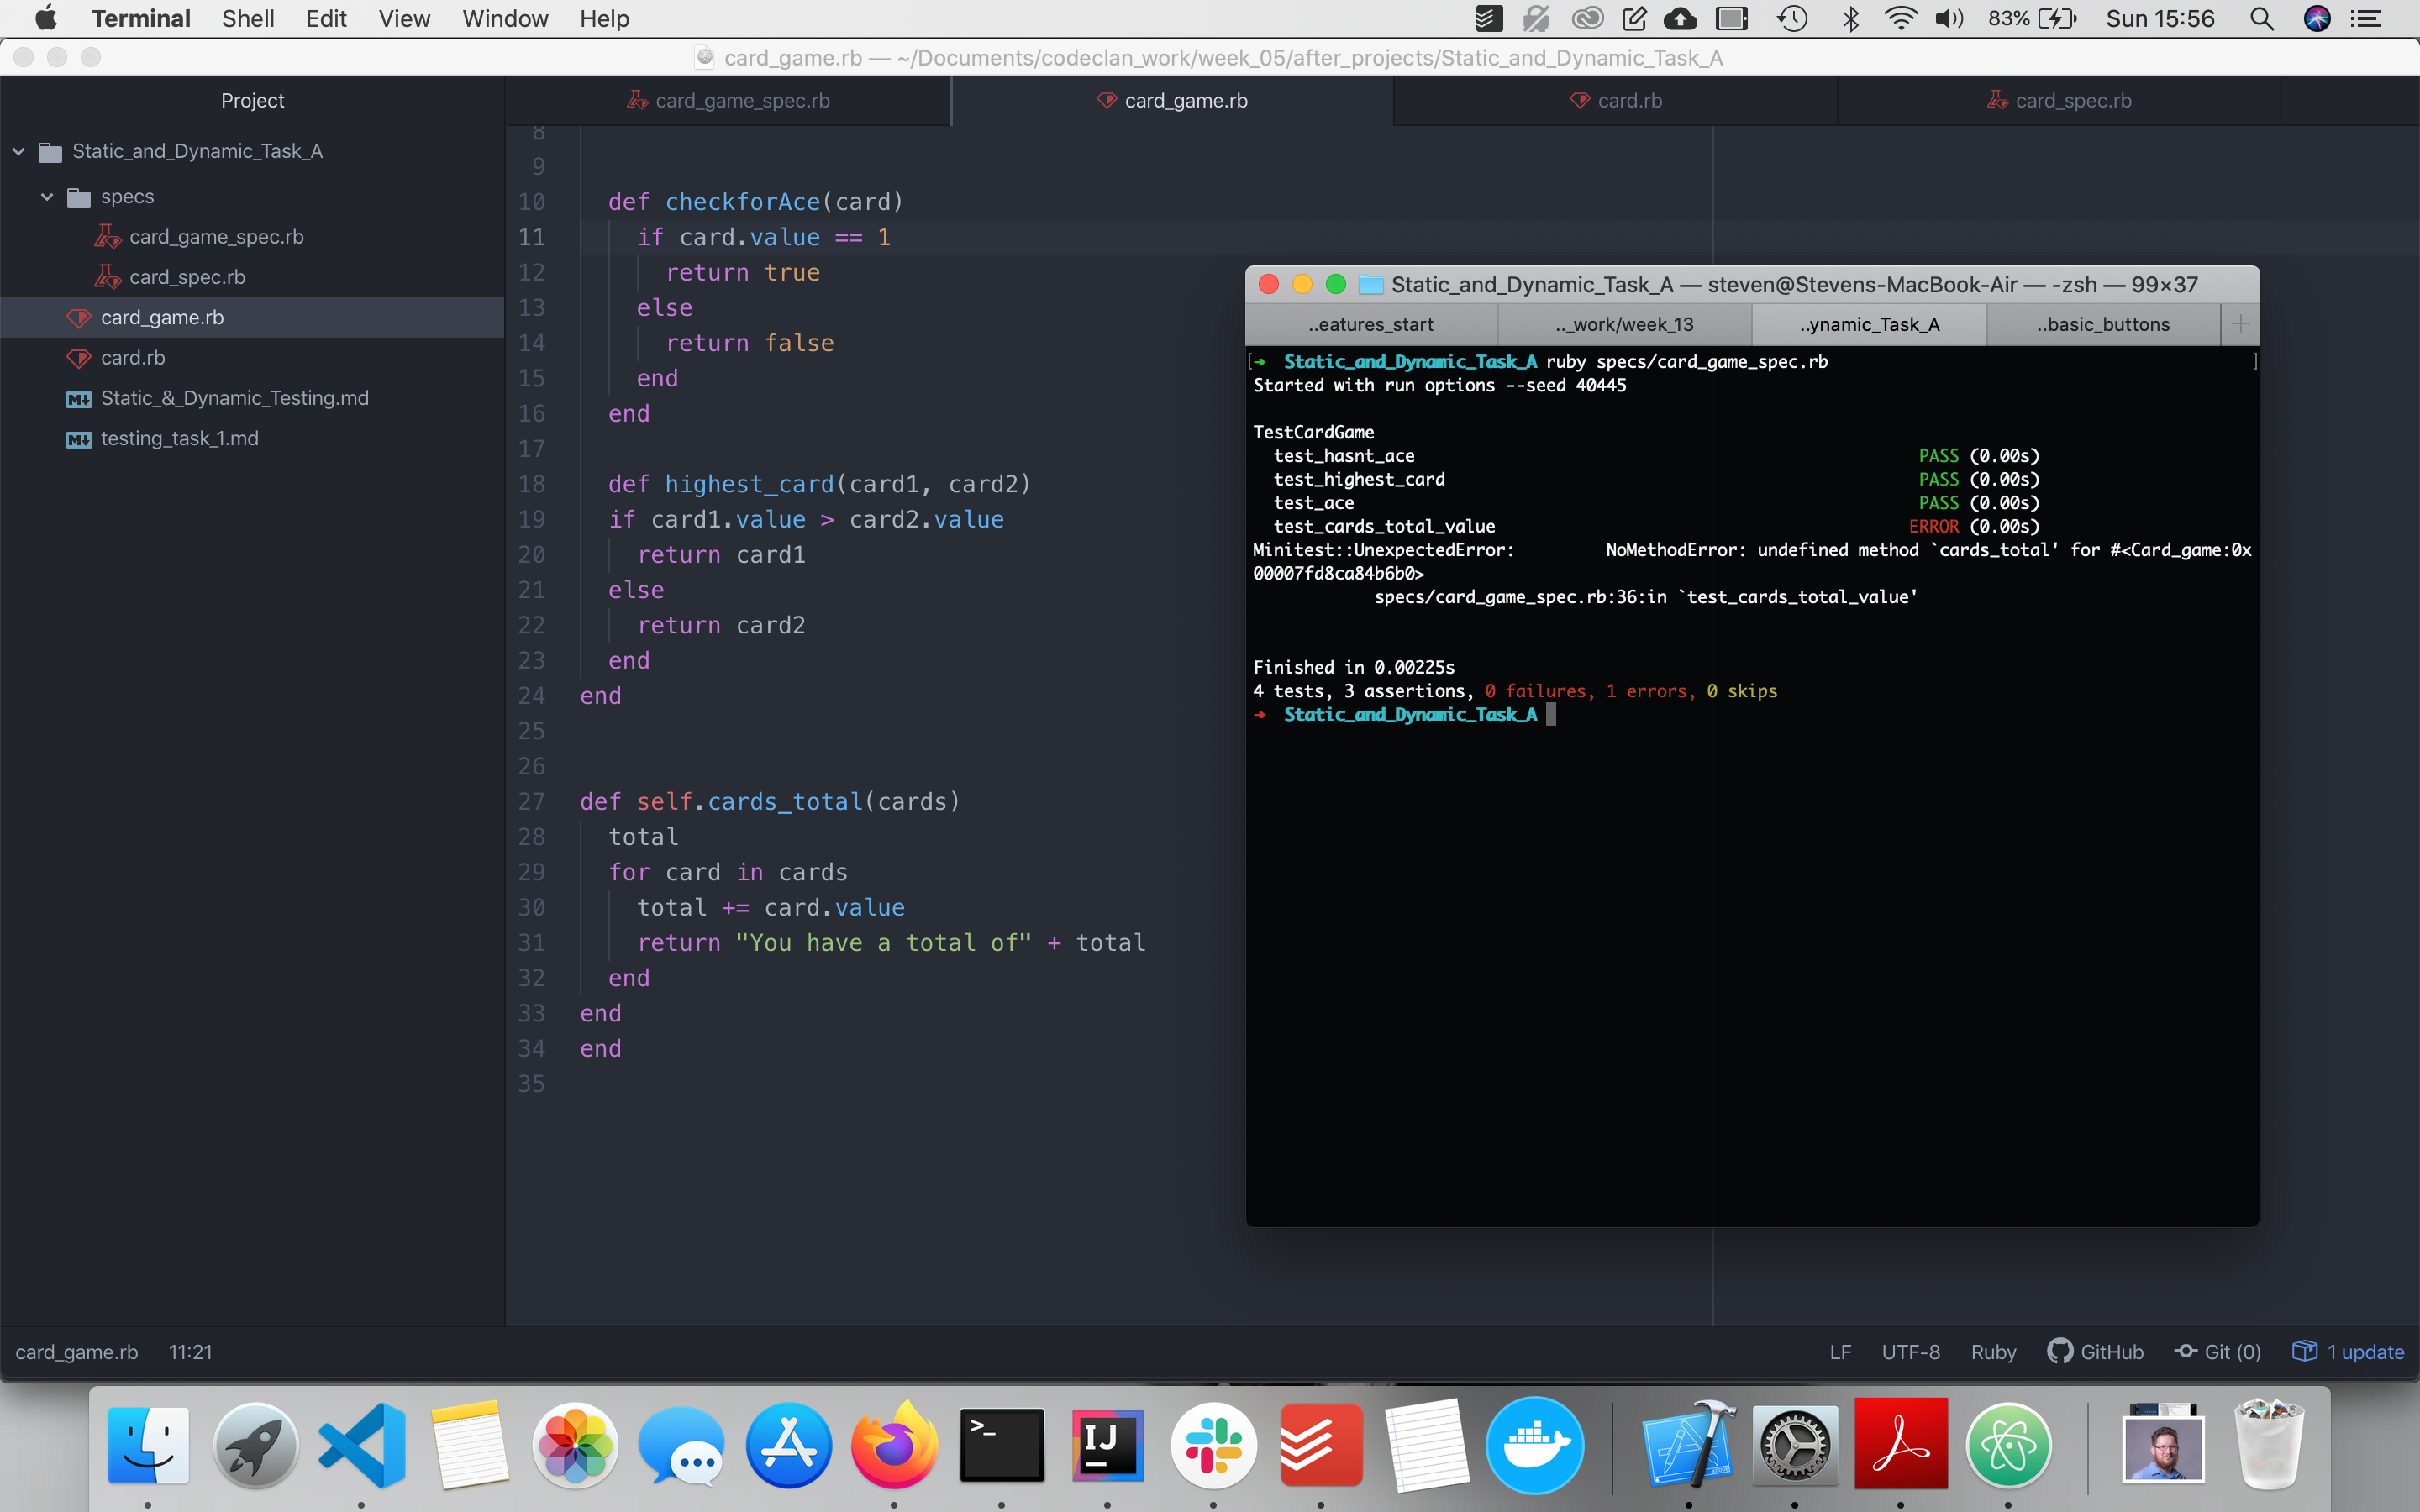 Terminal Shell Edit View Window Help 83% Sun 15:56
card_game.rb — ~/Documents/codeclan_work/week_05/after_projects/Static_and_Dynamic_Task_A
Project
card_game_spec.rb card_game.rb card.rb card_spec.rb
Static_and_Dynamic_Task_A
specs
card_game_spec.rb
card_spec.rb
card_game.rb
card.rb
Static_&_Dynamic_Testing.md
testing_task_1.md
8
9
10 def checkforAce(card)
11 if card.value == 1
12 return true
13 else
14 return false
15 end
16 end
17
18 def highest_card(card1, card2)
19 if card1.value > card2.value
20 return card1
21 else
22 return card2
23 end
24 end
25
26
27 def self.cards_total(cards)
28 total
29 for card in cards
30 total += card.value
31 return "You have a total of" + total
32 end
33 end
34 end
35
Static_and_Dynamic_Task_A — steven@Stevens-MacBook-Air — -zsh — 99×37
..eatures_start .._work/week_13 ..ynamic_Task_A ..basic_buttons
[➜ Static_and_Dynamic_Task_A ruby specs/card_game_spec.rb ]
Started with run options --seed 40445
TestCardGame
test_hasnt_ace PASS (0.00s)
test_highest_card PASS (0.00s)
test_ace PASS (0.00s)
test_cards_total_value ERROR (0.00s)
Minitest::UnexpectedError: NoMethodError: undefined method `cards_total' for #<Card_game:0x
00007fd8ca84b6b0>
specs/card_game_spec.rb:36:in `test_cards_total_value'
Finished in 0.00225s
4 tests, 3 assertions, 0 failures, 1 errors, 0 skips
➜ Static_and_Dynamic_Task_A
card_game.rb 11:21 LF UTF-8 Ruby GitHub Git (0) 1 update
>_ IJ